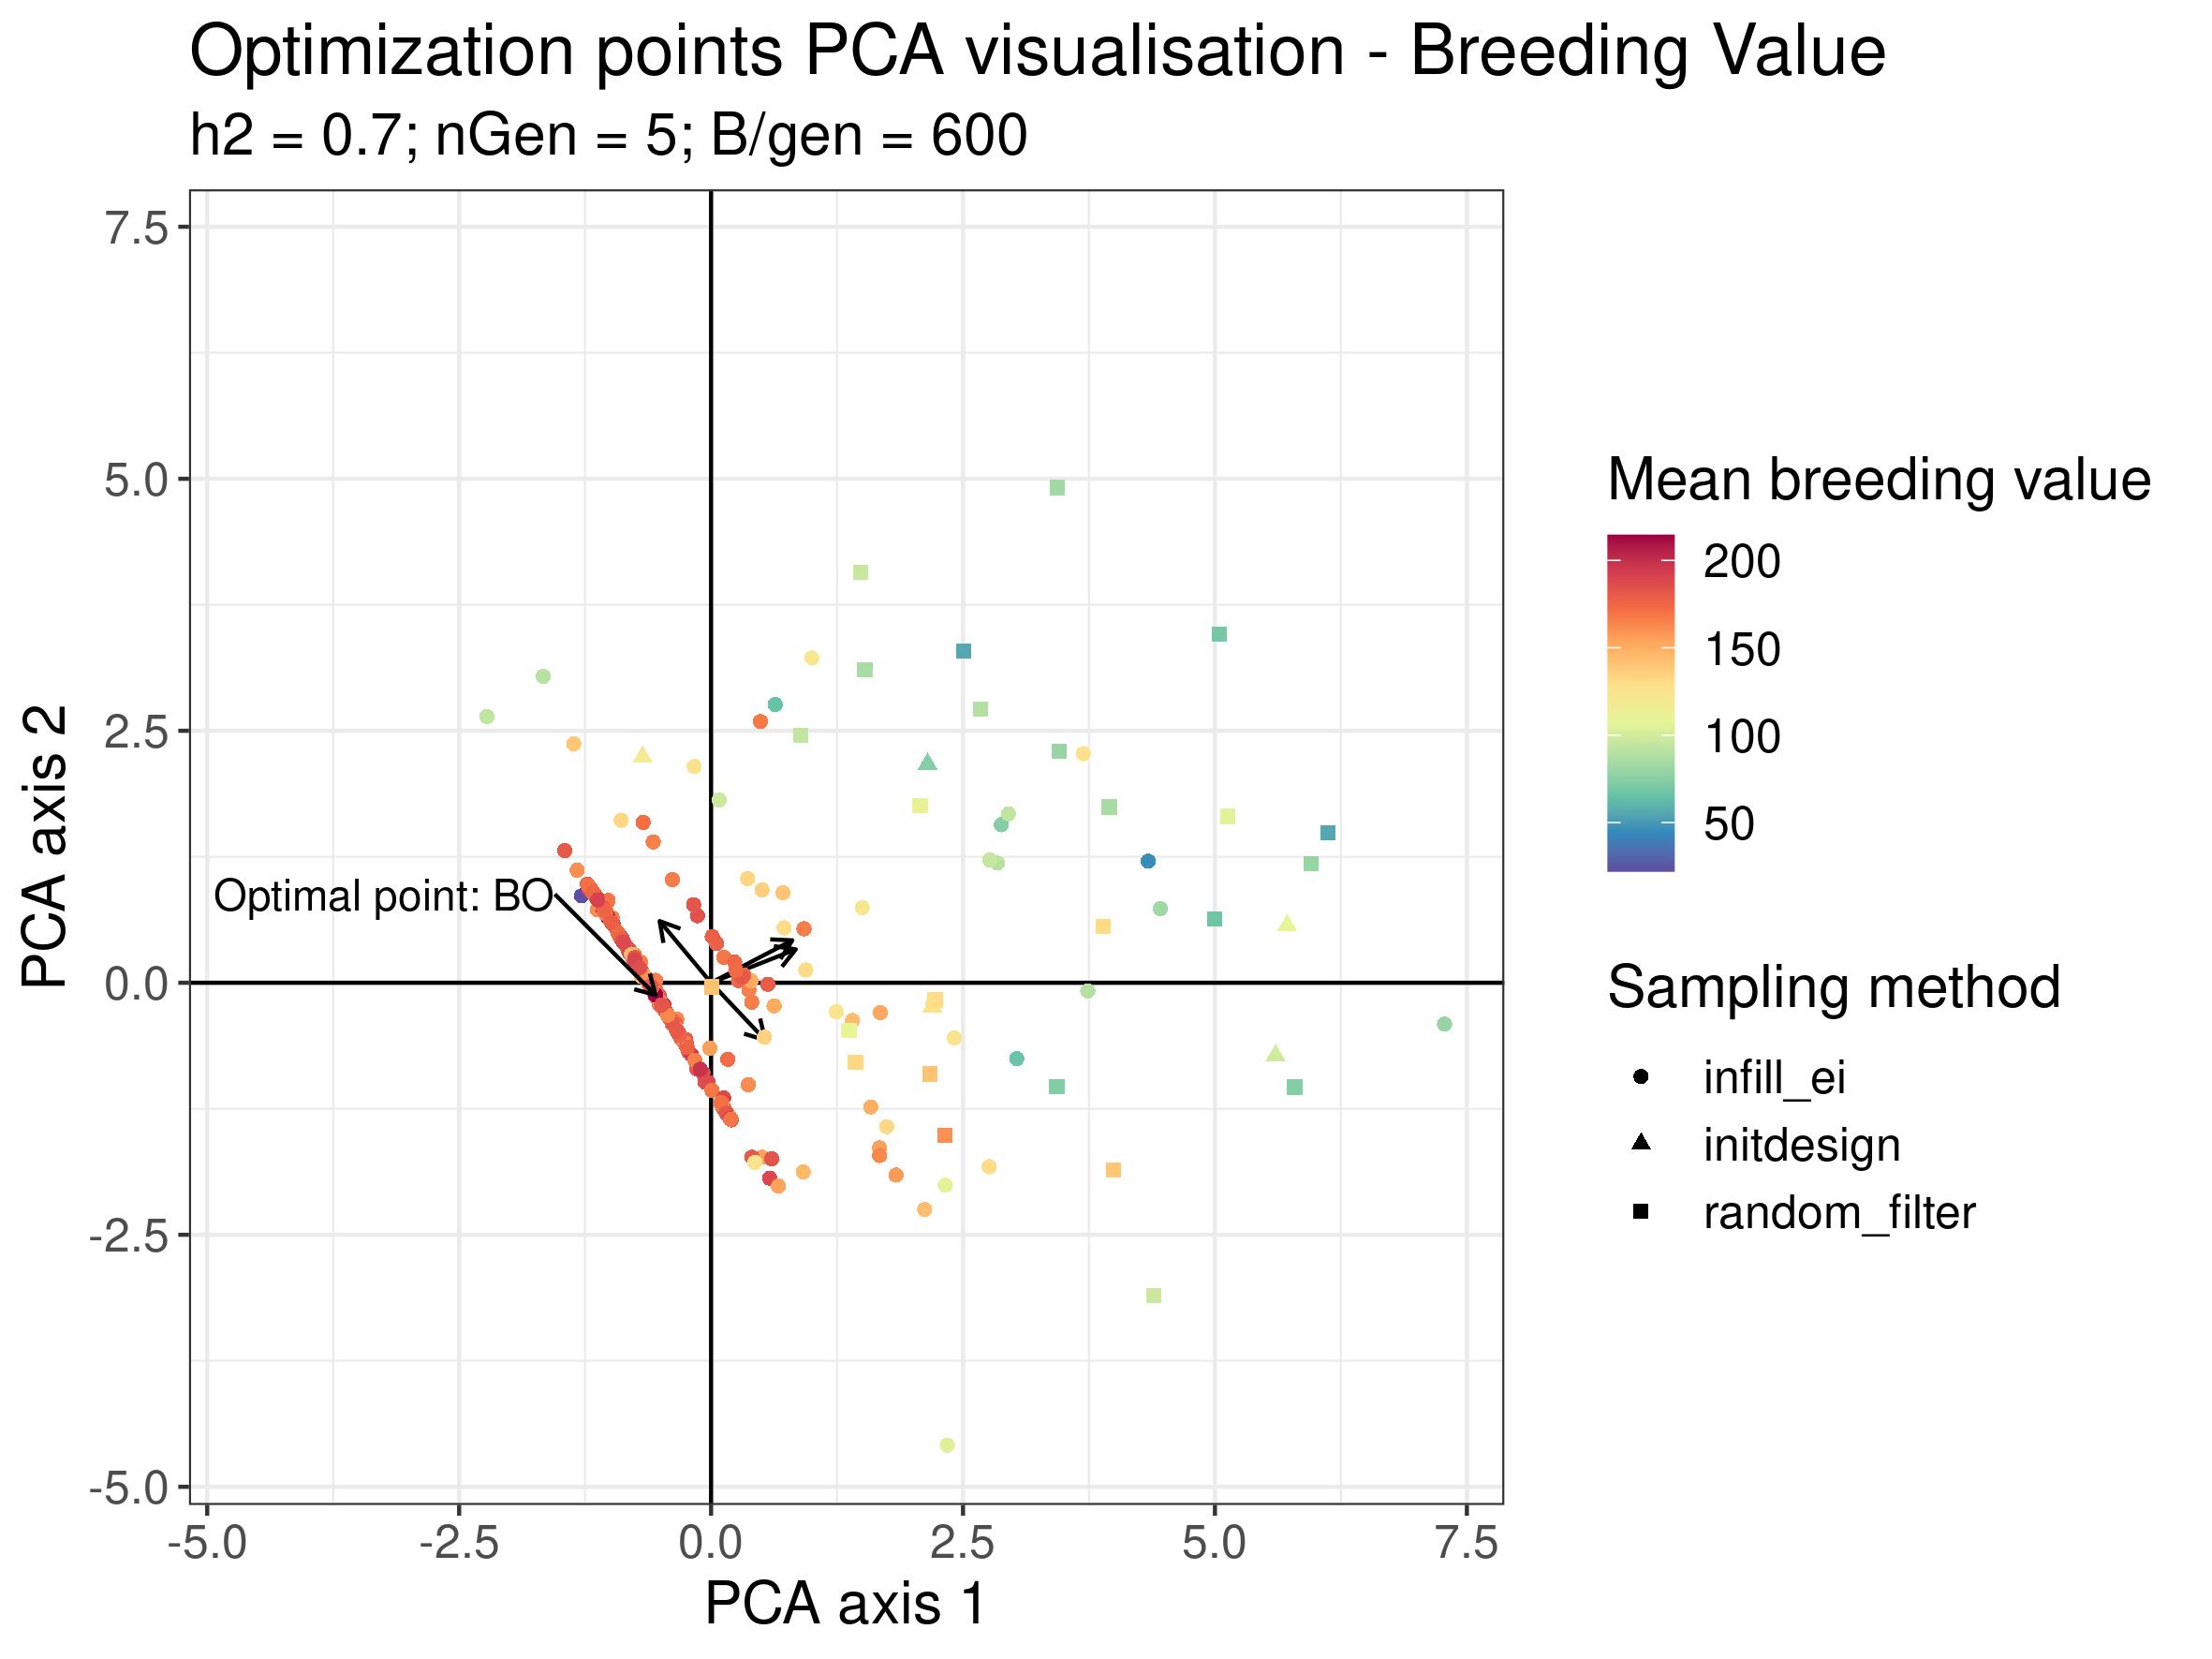 Optimization points PCA visualisation - Breeding Value
h2 = 0.7; nGen = 5; B/gen = 600
7.5
5.0
2.5
0.0
-2.5
-5.0
PCA axis 2
Optimal point: BO
-5.0 -2.5 0.0 2.5 5.0 7.5
PCA axis 1
Mean breeding value
200
150
100
50
Sampling method
infill_ei
initdesign
random_filter